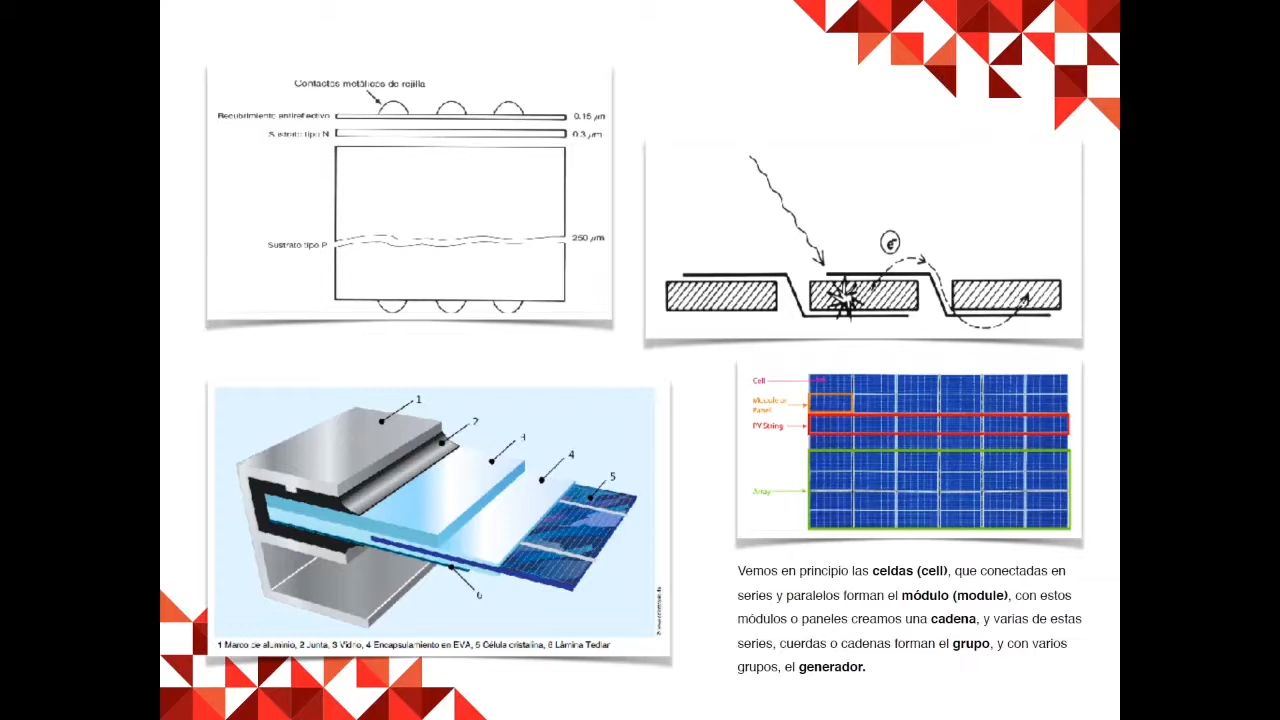 Contactos metálicos de rejilla
Recubrimiento antireflectivo
0.15 μm
Sustrato tipo N
0.3 μm
Sustrato tipo P
250 μm
e⁻
1
2
3
4
5
6
1 Marco de aluminio, 2 Junta, 3 Vidrio, 4 Encapsulamiento en EVA, 5 Célula cristalina, 6 Lámina Tedlar
Cell
Module or
Panel
PV String
Array
Vemos en principio las celdas (cell), que conectadas en
series y paralelos forman el módulo (module), con estos
módulos o paneles creamos una cadena, y varias de estas
series, cuerdas o cadenas forman el grupo, y con varios
grupos, el generador.